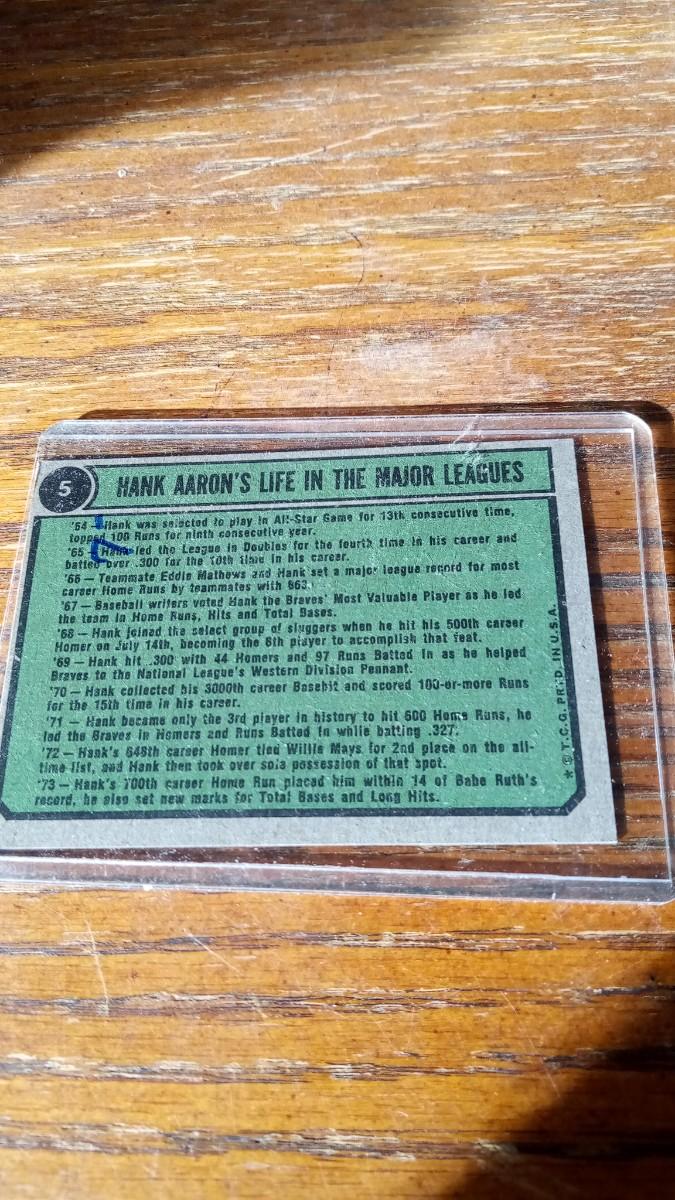 5 HANK AARON'S LIFE IN THE MAJOR LEAGUES
'64 — Hank was selected to play in All-Star Game for 13th consecutive time,
topped 100 Runs for ninth consecutive year.
'65 — Hank led the League in Doubles for the fourth time in his career and
batted over .300 for the 10th time in his career.
'66 — Teammate Eddie Mathews and Hank set a major league record for most
career Home Runs by teammates with 863.
'67 — Baseball writers voted Hank the Braves' Most Valuable Player as he led
the team in Home Runs, Hits and Total Bases.
'68 — Hank joined the select group of sluggers when he hit his 500th career
Homer on July 14th, becoming the 8th player to accomplish that feat.
'69 — Hank hit .300 with 44 Homers and 97 Runs Batted In as he helped
Braves to the National League's Western Division Pennant.
'70 — Hank collected his 3000th career Basehit and scored 100-or-more Runs
for the 15th time in his career.
'71 — Hank became only the 3rd player in history to hit 600 Home Runs, he
led the Braves in Homers and Runs Batted In while batting .327.
'72 — Hank's 648th career Homer tied Willie Mays for 2nd place on the all-
time list, and Hank then took over sole possession of that spot.
'73 — Hank's 700th career Home Run placed him within 14 of Babe Ruth's
record, he also set new marks for Total Bases and Long Hits.
* © T.C.G. PR'D. IN U.S.A.